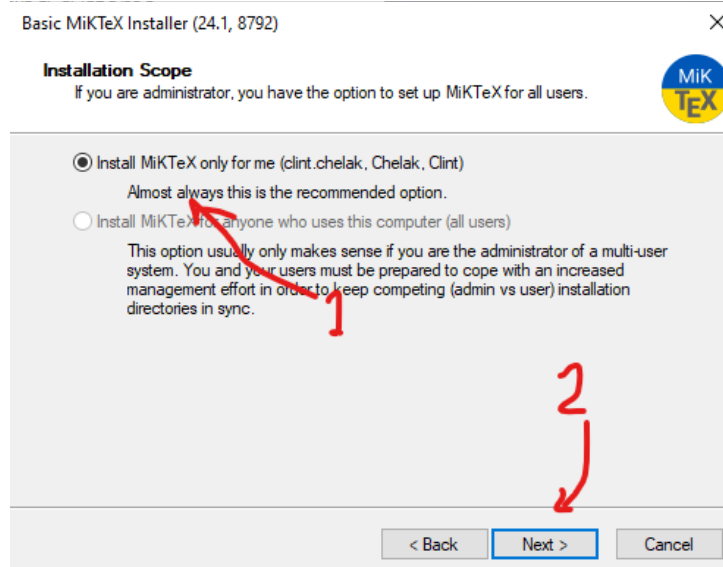 Basic MiKTeX Installer (24.1, 8792)
Installation Scope
If you are administrator, you have the option to set up MiKTeX for all users.
MiK
TEX
Install MiKTeX only for me (clint.chelak, Chelak, Clint)
Almost always this is the recommended option.
Install MiKTeX for anyone who uses this computer (all users)
This option usually only makes sense if you are the administrator of a multi-user
system. You and your users must be prepared to cope with an increased
management effort in order to keep competing (admin vs user) installation
directories in sync.
1
2
< Back Next > Cancel